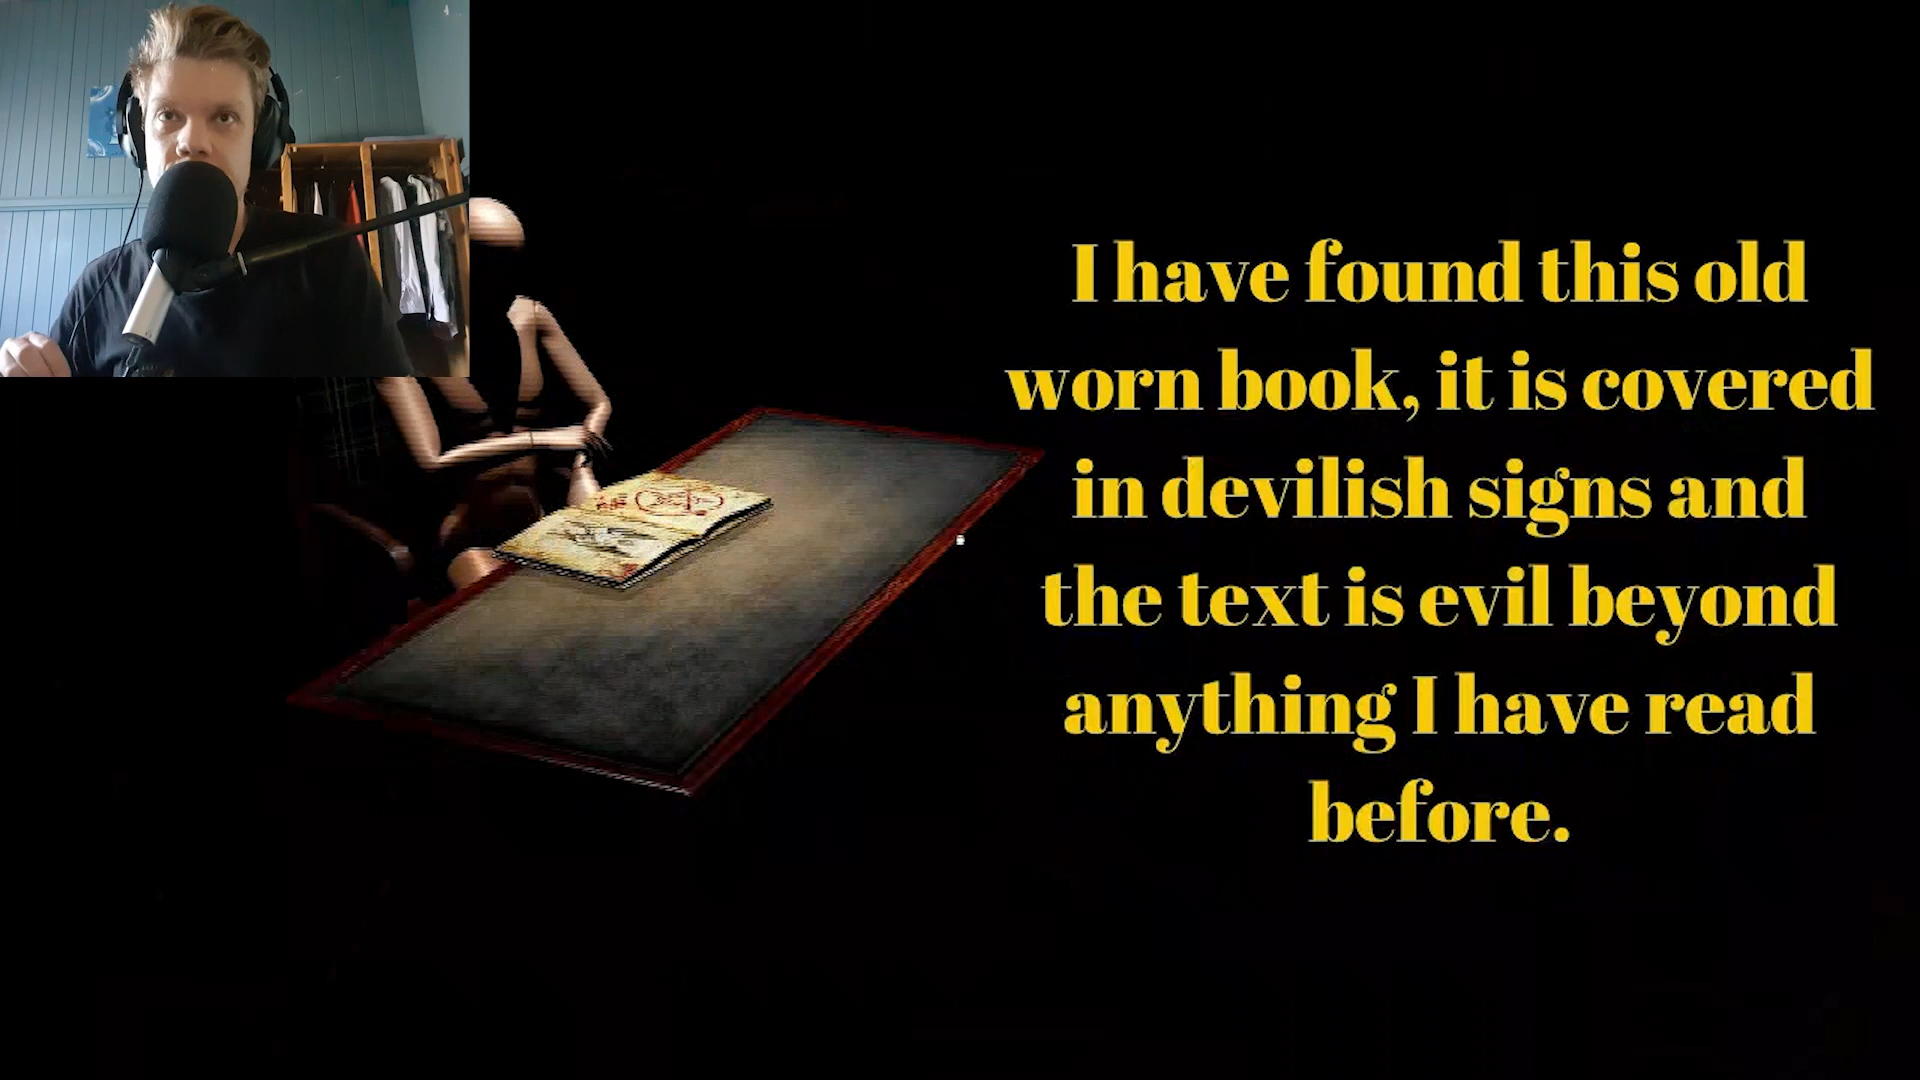 I have found this old
worn book, it is covered
in devilish signs and
the text is evil beyond
anything I have read
before.